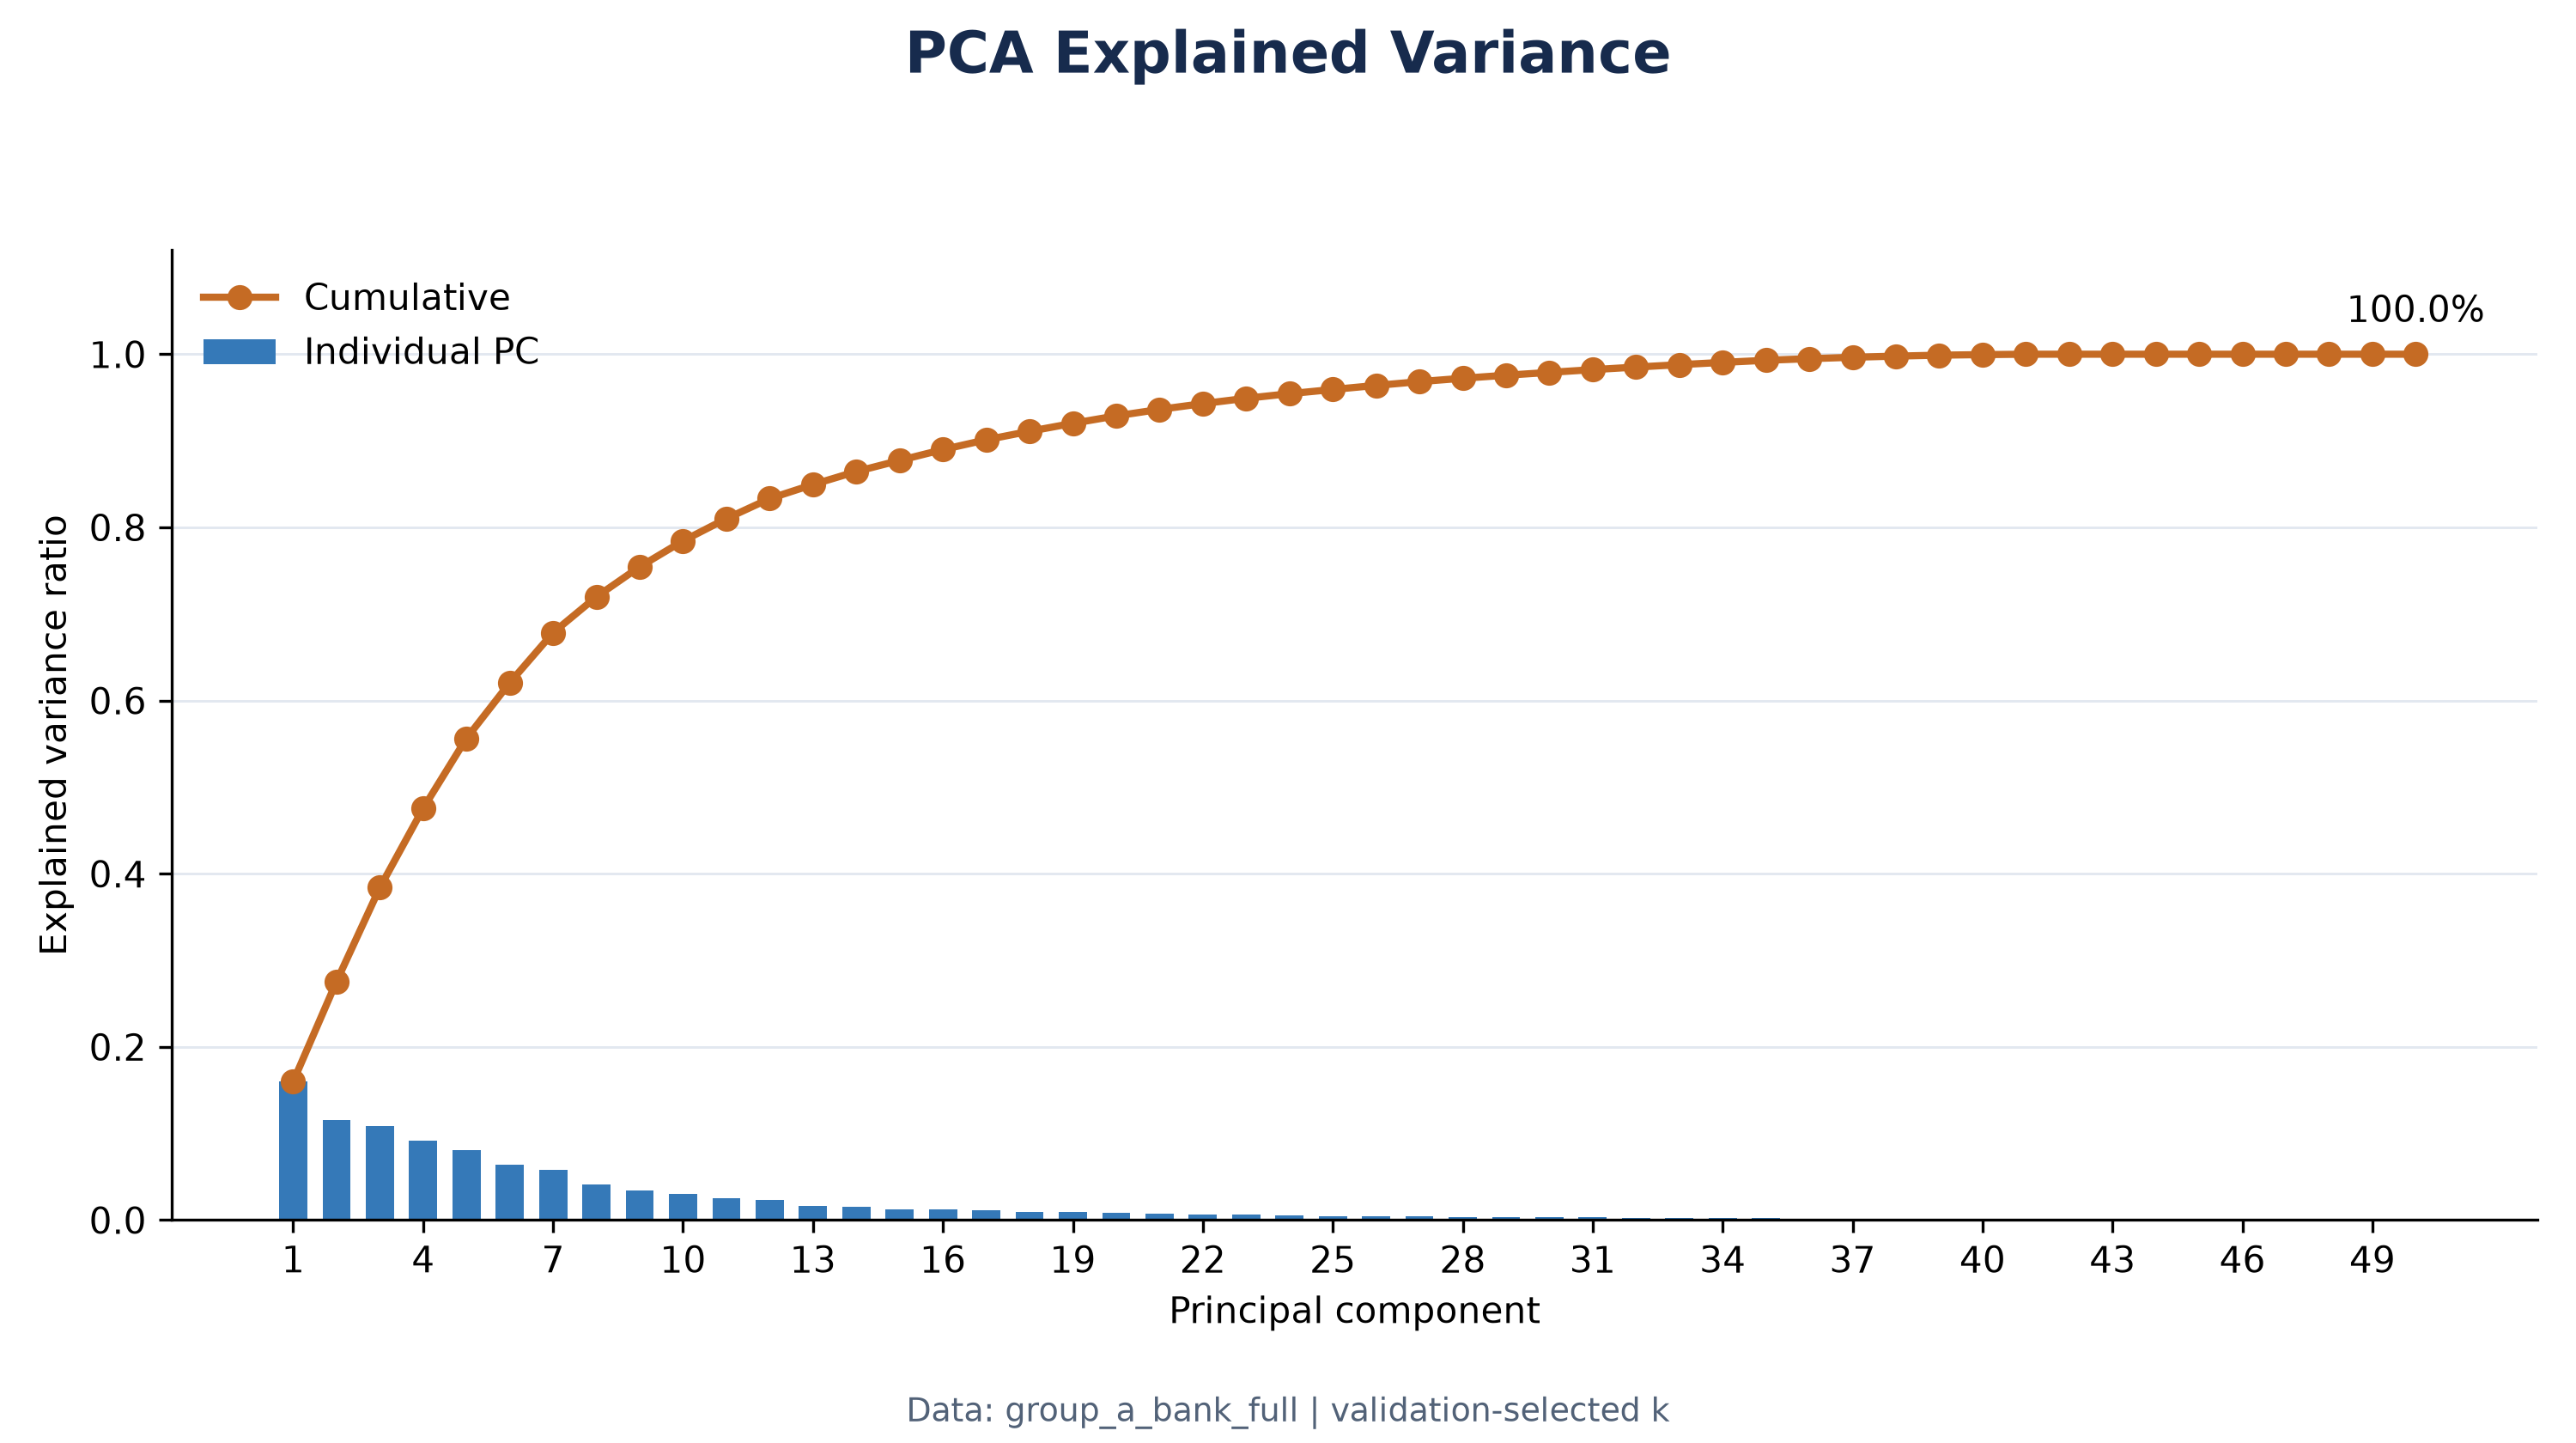 PCA Explained Variance
Cumulative
Individual PC
100.0%
Explained variance ratio
1.0
0.8
0.6
0.4
0.2
0.0
1 4 7 10 13 16 19 22 25 28 31 34 37 40 43 46 49
Principal component
Data: group_a_bank_full | validation-selected k